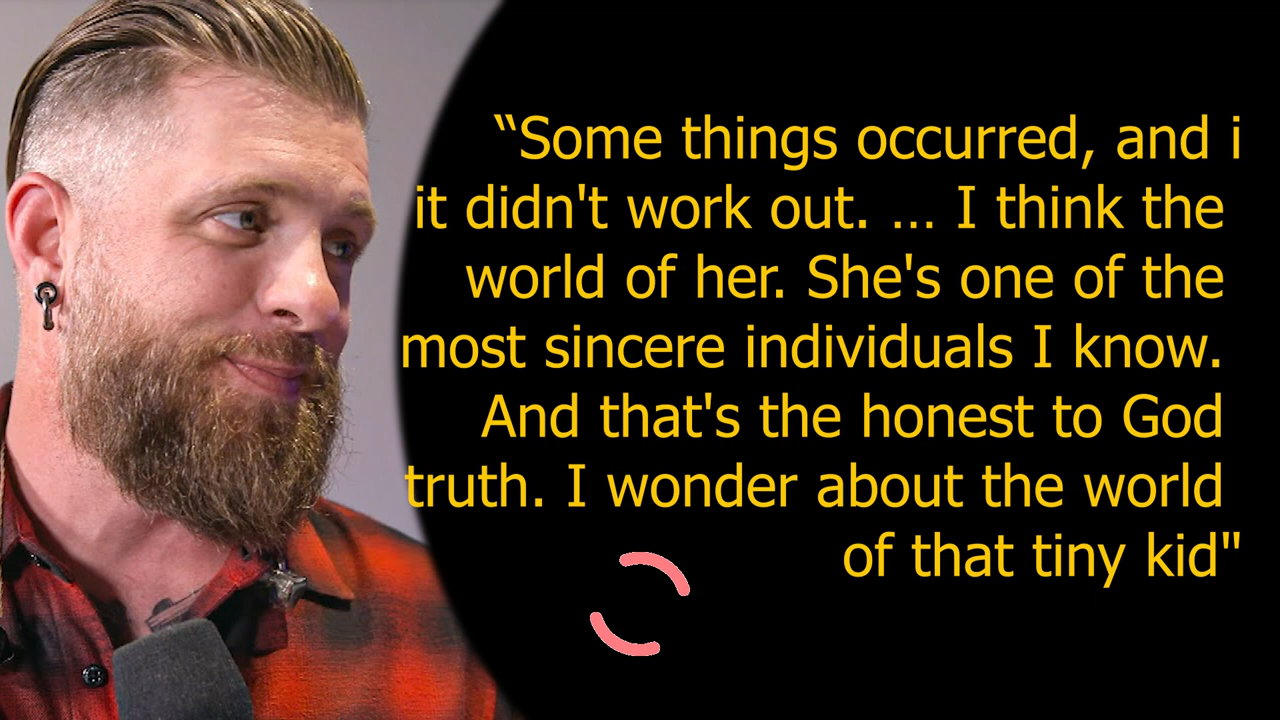 “Some things occurred, and i
it didn't work out. ... I think the
world of her. She's one of the
most sincere individuals I know.
And that's the honest to God
truth. I wonder about the world
of that tiny kid"